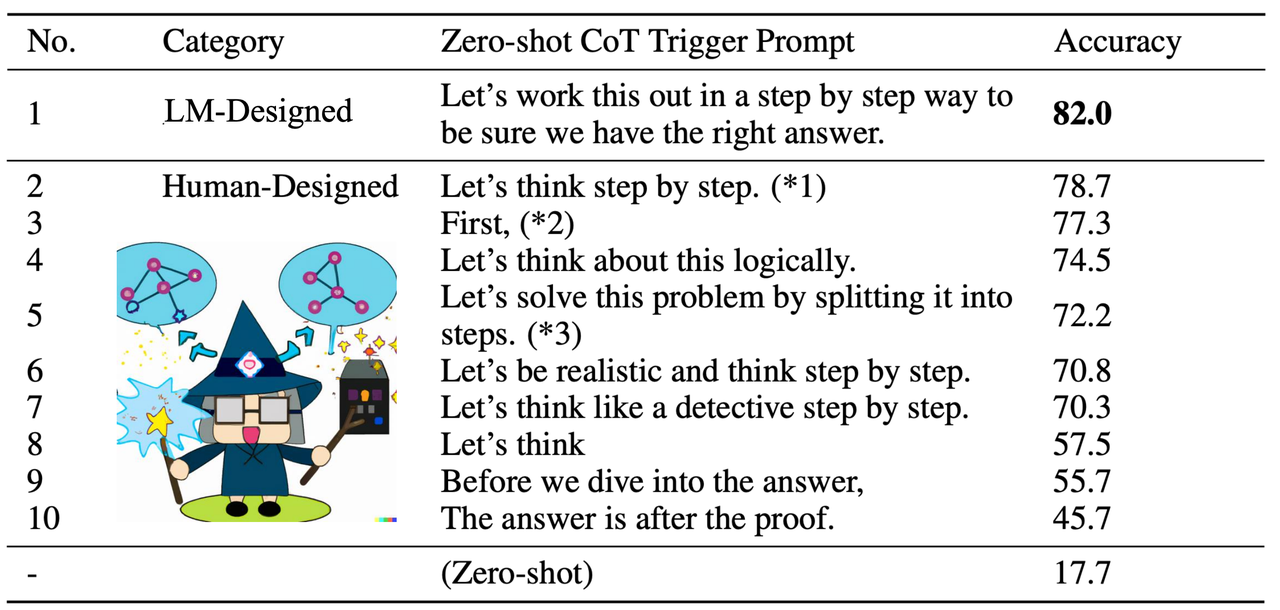 No. Category Zero-shot CoT Trigger Prompt Accuracy
1 LM-Designed Let’s work this out in a step by step way to be sure we have the right answer. 82.0
2 Human-Designed Let’s think step by step. (*1) 78.7
3 First, (*2) 77.3
4 Let’s think about this logically. 74.5
5 Let’s solve this problem by splitting it into steps. (*3) 72.2
6 Let’s be realistic and think step by step. 70.8
7 Let’s think like a detective step by step. 70.3
8 Let’s think 57.5
9 Before we dive into the answer, 55.7
10 The answer is after the proof. 45.7
- (Zero-shot) 17.7